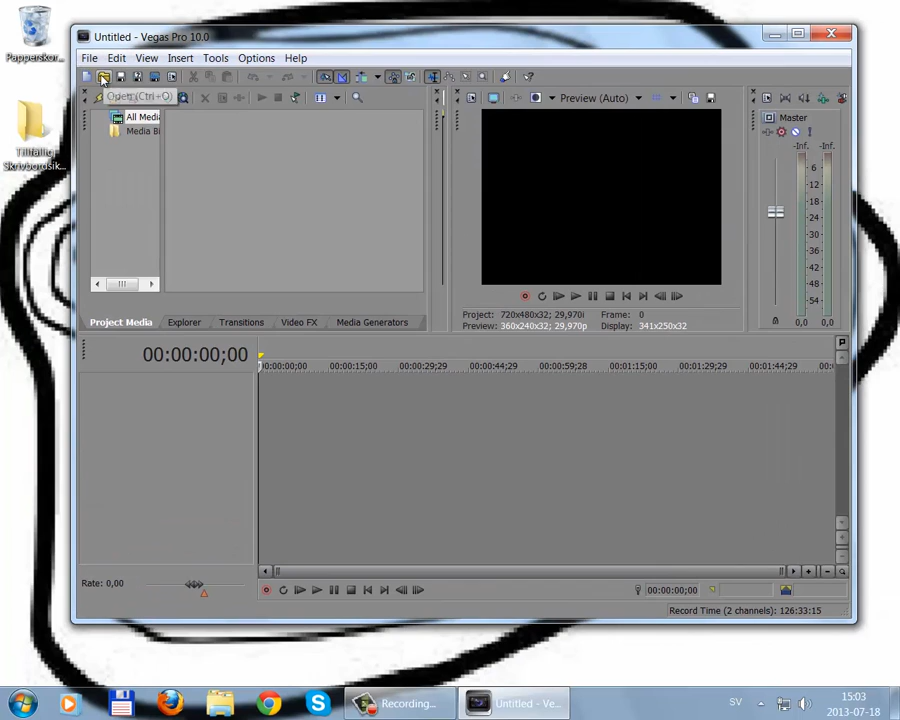 Papperskor...
Tillfällig
Skrivbordsik...
Untitled - Vegas Pro 10.0
File Edit View Insert Tools Options Help
Open (Ctrl+O)
All Media
Media Bi
Project Media Explorer Transitions Video FX Media Generators
Preview (Auto)
Project: 720x480x32; 29,970i Frame: 0
Preview: 360x240x32; 29,970p Display: 341x250x32
Master
-Inf. -Inf.
6
12
18
24
30
36
42
48
54
0,0 0,0
00:00:00;00
00:00:00;00 00:00:15;00 00:00:29;29 00:00:44;29 00:00:59;28 00:01:15;00 00:01:29;29 00:01:44;29 00:0
Rate: 0,00
00:00:00;00
Record Time (2 channels): 126:33:15
Recording... Untitled - Ve... SV 15:03
2013-07-18